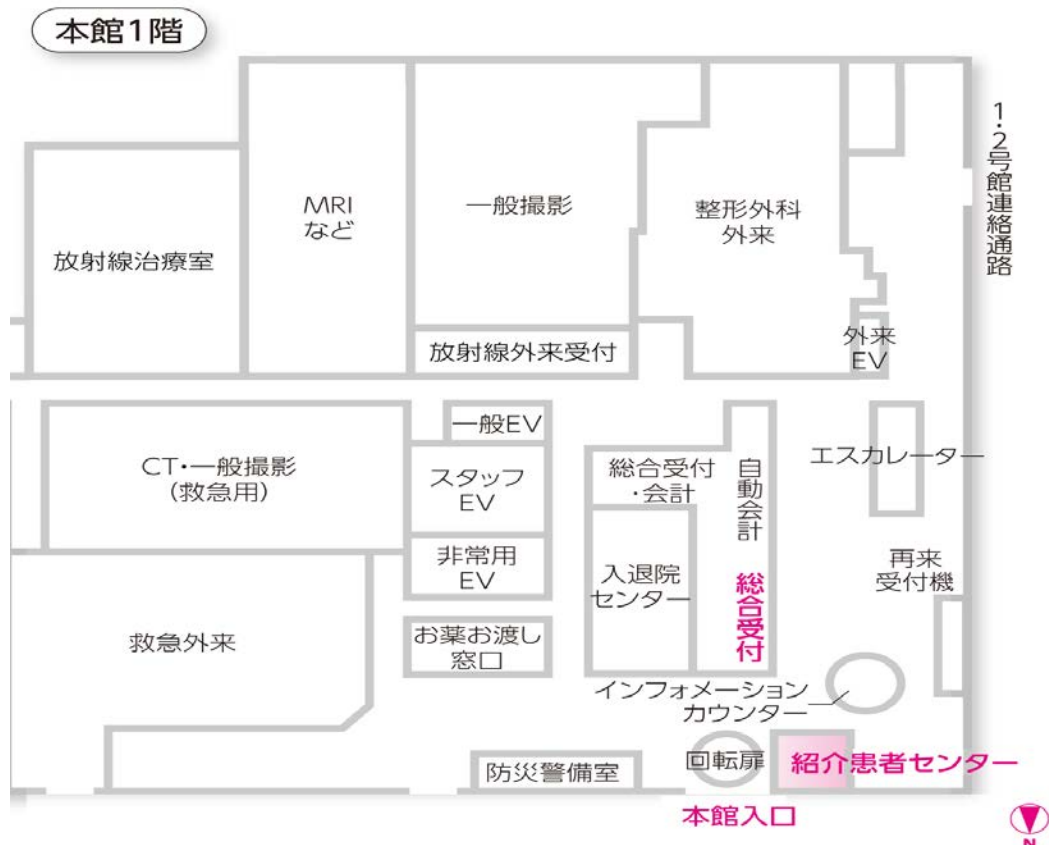 本館1階
1・2号館連絡通路
MRI
など
一般撮影
整形外科
外来
放射線治療室
放射線外来受付
外来
EV
一般EV
CT・一般撮影
(救急用)
スタッフ
EV
総合受付
・会計
自動会計
エスカレーター
非常用
EV
入退院
センター
総合受付
再来
受付機
救急外来
お薬お渡し
窓口
インフォメーション
カウンター
防災警備室
回転扉
紹介患者センター
本館入口
N